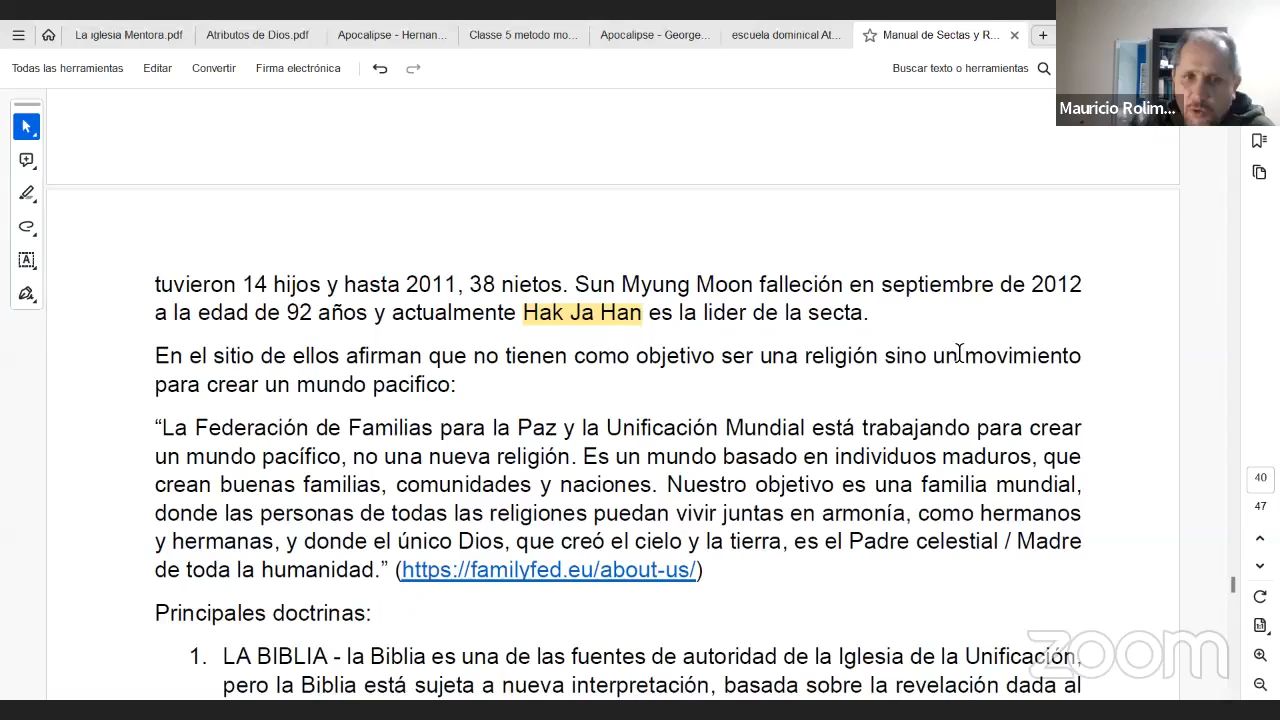 La iglesia Mentora.pdf
Atributos de Dios.pdf
Apocalipse - Hernan...
Classe 5 metodo mo...
Apocalipse - George...
escuela dominical At...
Manual de Sectas y R...
Todas las herramientas
Editar
Convertir
Firma electrónica
Buscar texto o herramientas
Mauricio Rolim...
tuvieron 14 hijos y hasta 2011, 38 nietos. Sun Myung Moon falleción en septiembre de 2012
a la edad de 92 años y actualmente Hak Ja Han es la lider de la secta.
En el sitio de ellos afirman que no tienen como objetivo ser una religión sino un movimiento
para crear un mundo pacifico:
“La Federación de Familias para la Paz y la Unificación Mundial está trabajando para crear
un mundo pacífico, no una nueva religión. Es un mundo basado en individuos maduros, que
crean buenas familias, comunidades y naciones. Nuestro objetivo es una familia mundial,
donde las personas de todas las religiones puedan vivir juntas en armonía, como hermanos
y hermanas, y donde el único Dios, que creó el cielo y la tierra, es el Padre celestial / Madre
de toda la humanidad.” (https://familyfed.eu/about-us/)
Principales doctrinas:
1. LA BIBLIA - la Biblia es una de las fuentes de autoridad de la Iglesia de la Unificación,
pero la Biblia está sujeta a nueva interpretación, basada sobre la revelación dada al
40
47
zoom